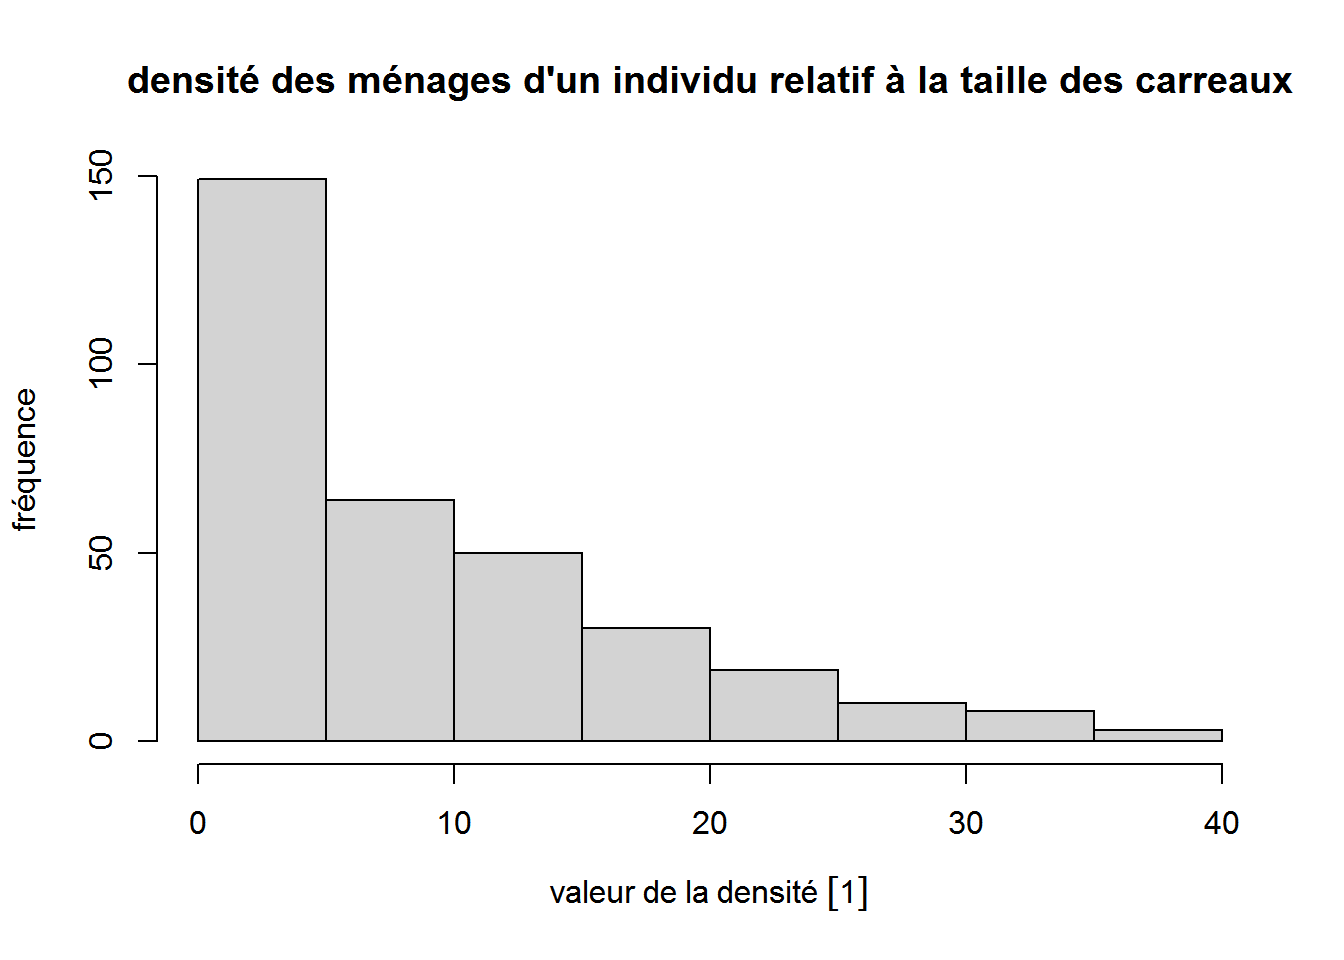 densité des ménages d'un individu relatif à la taille des carreaux
150
100
50
0
fréquence
0 10 20 30 40
valeur de la densité [1]